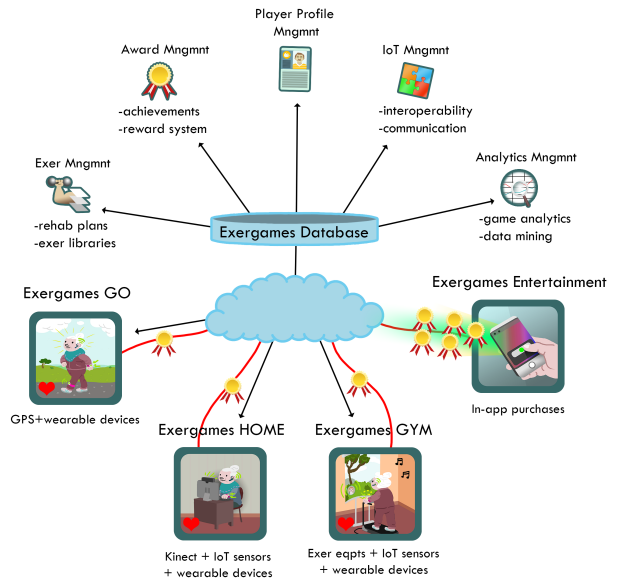 Player Profile
Mngmnt
Award Mngmnt
-achievements
-reward system
IoT Mngmnt
-interoperability
-communication
Exer Mngmnt
-rehab plans
-exer libraries
Analytics Mngmnt
-game analytics
-data mining
Exergames Database
Exergames GO
GPS+wearable devices
Exergames Entertainment
In-app purchases
Exergames HOME
Kinect + IoT sensors
+ wearable devices
Exergames GYM
Exer eqpts + IoT sensors
+ wearable devices